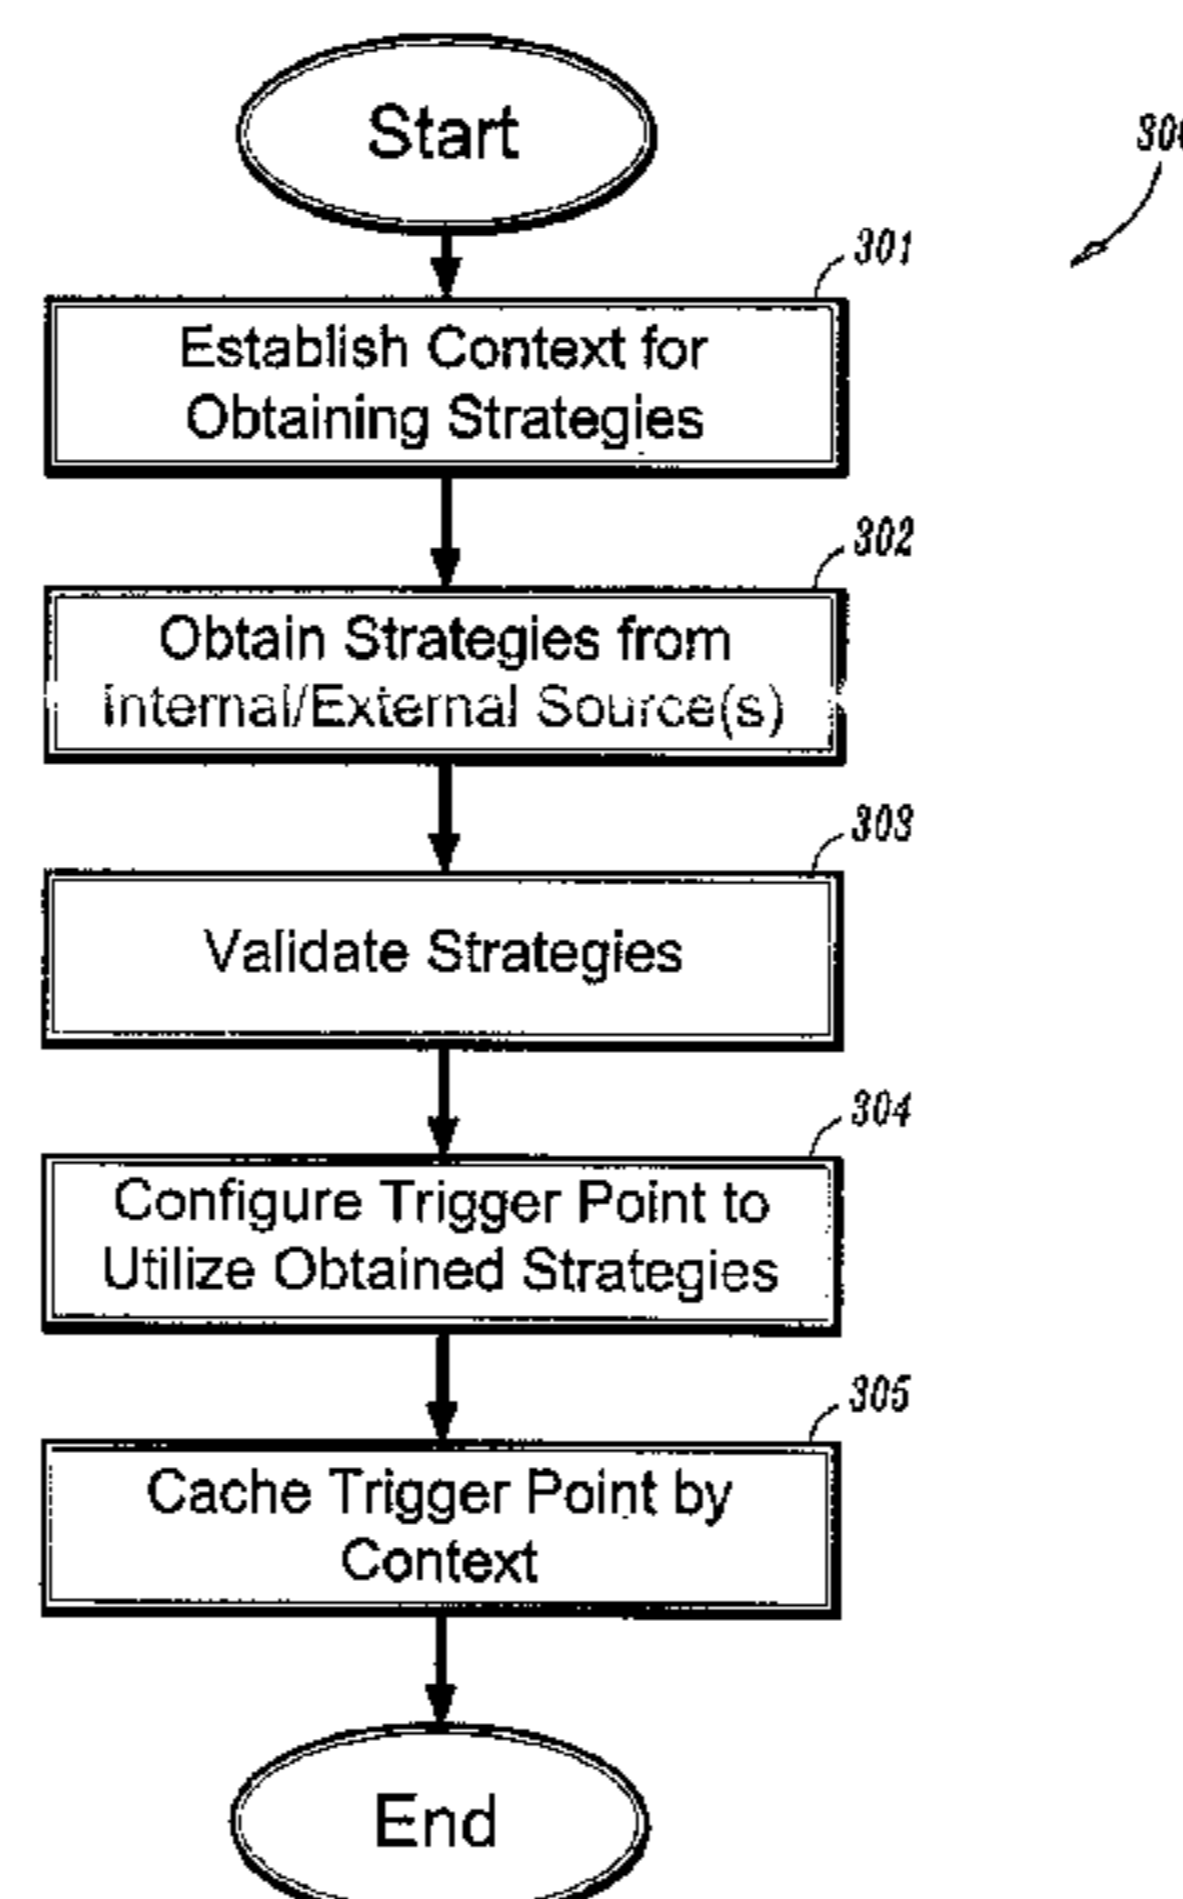 Start
300
301
Establish Context for
Obtaining Strategies
302
Obtain Strategies from
Internal/External Source(s)
303
Validate Strategies
304
Configure Trigger Point to
Utilize Obtained Strategies
305
Cache Trigger Point by
Context
End